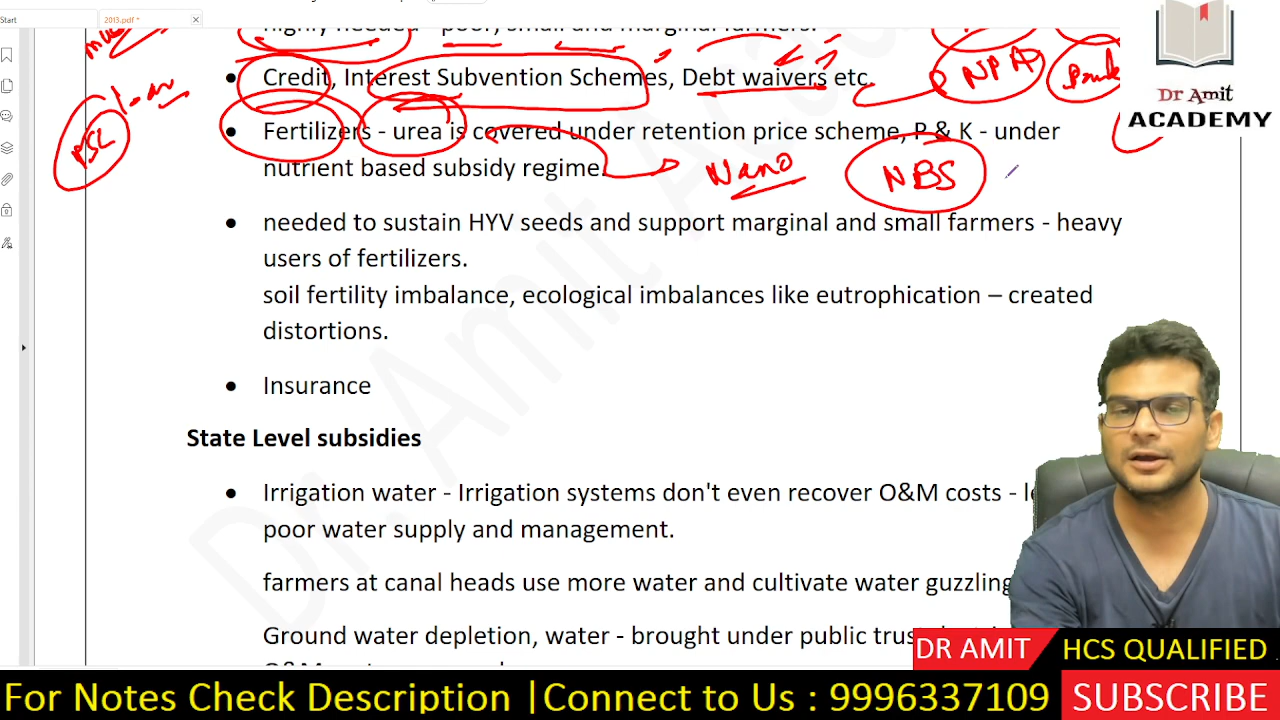 Start
2013.pdf *
highly needed - poor, small and marginal farmers.
Credit, Interest Subvention Schemes, Debt waivers etc.
NPA
Loan
PSL
Fertilizers - urea is covered under retention price scheme, P & K - under
nutrient based subsidy regime.
Nano
NBS
needed to sustain HYV seeds and support marginal and small farmers - heavy
users of fertilizers.
soil fertility imbalance, ecological imbalances like eutrophication – created
distortions.
Insurance
State Level subsidies
Irrigation water - Irrigation systems don't even recover O&M costs -
poor water supply and management.
farmers at canal heads use more water and cultivate water guzzling
Ground water depletion, water - brought under public trust
Dr Amit
ACADEMY
DR AMIT
HCS QUALIFIED
For Notes Check Description |Connect to Us : 9996337109
SUBSCRIBE